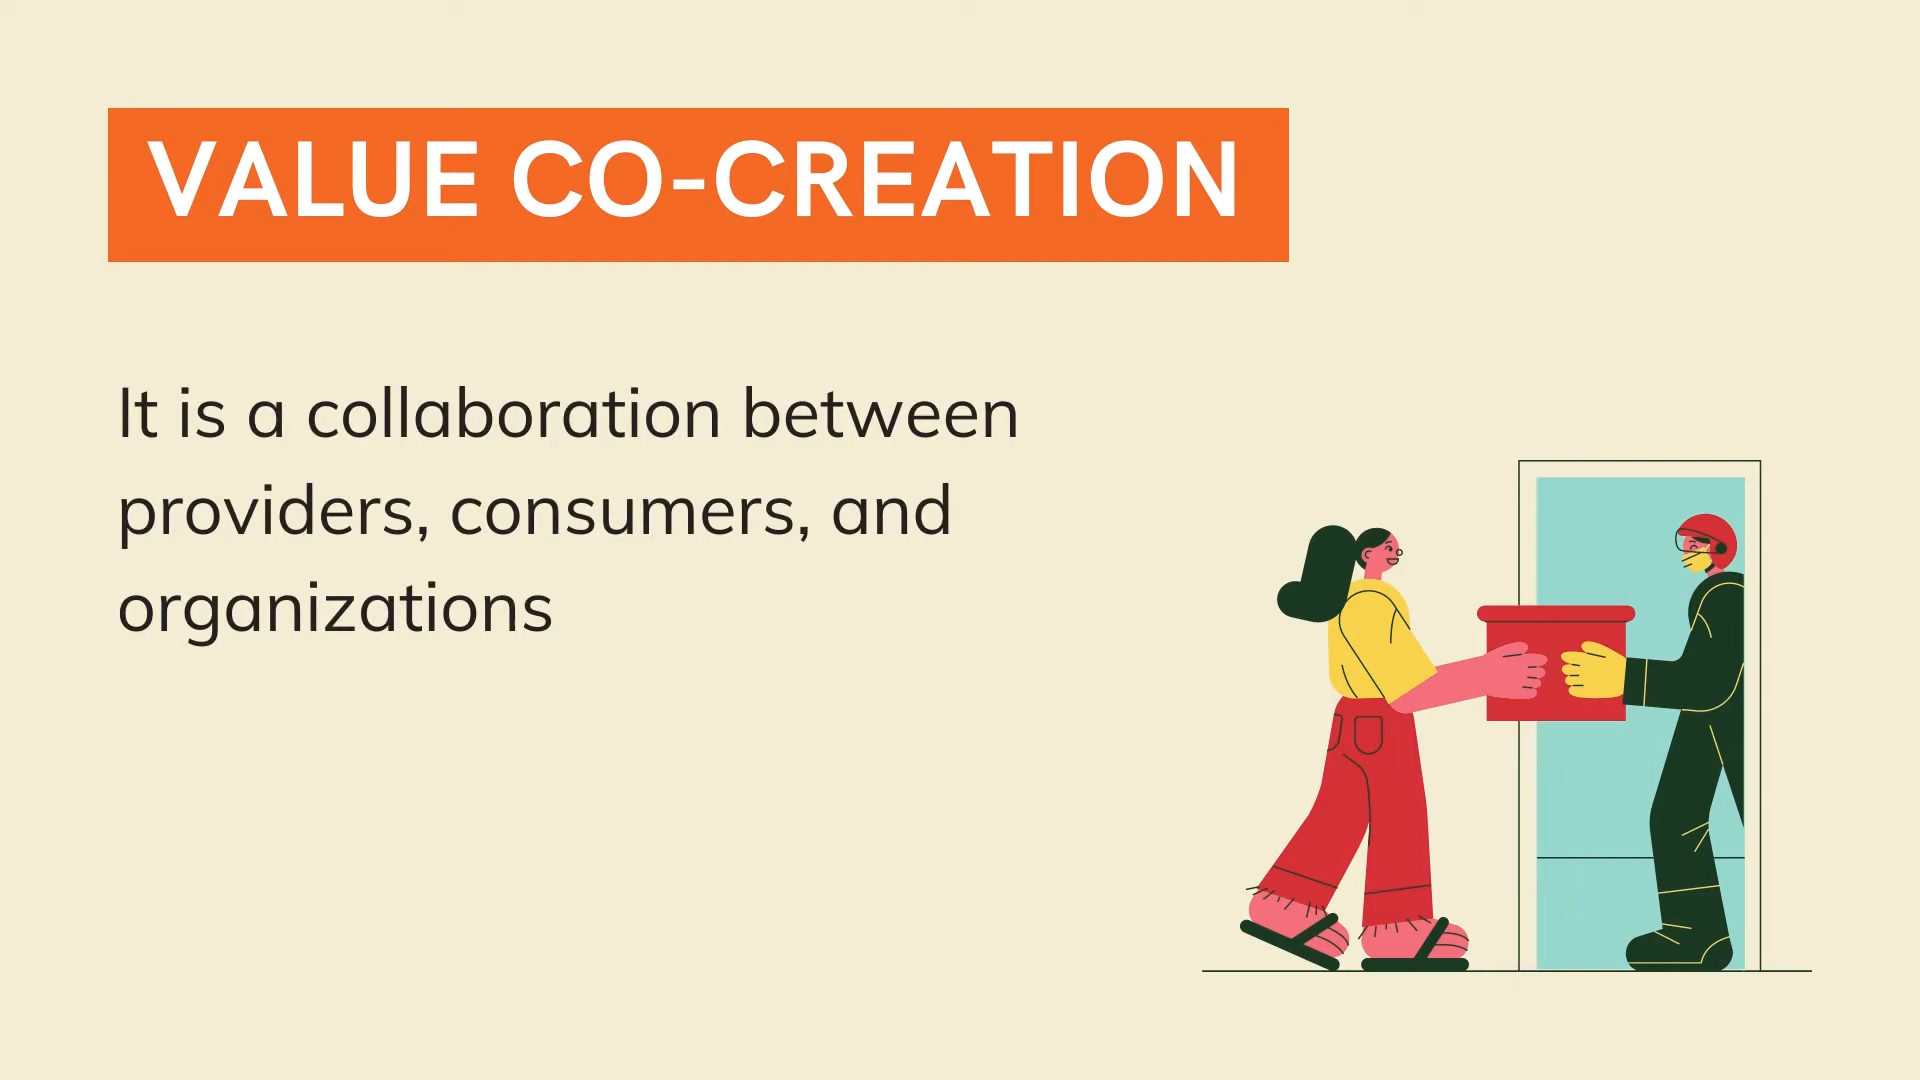 VALUE CO-CREATION
It is a collaboration between
providers, consumers, and
organizations